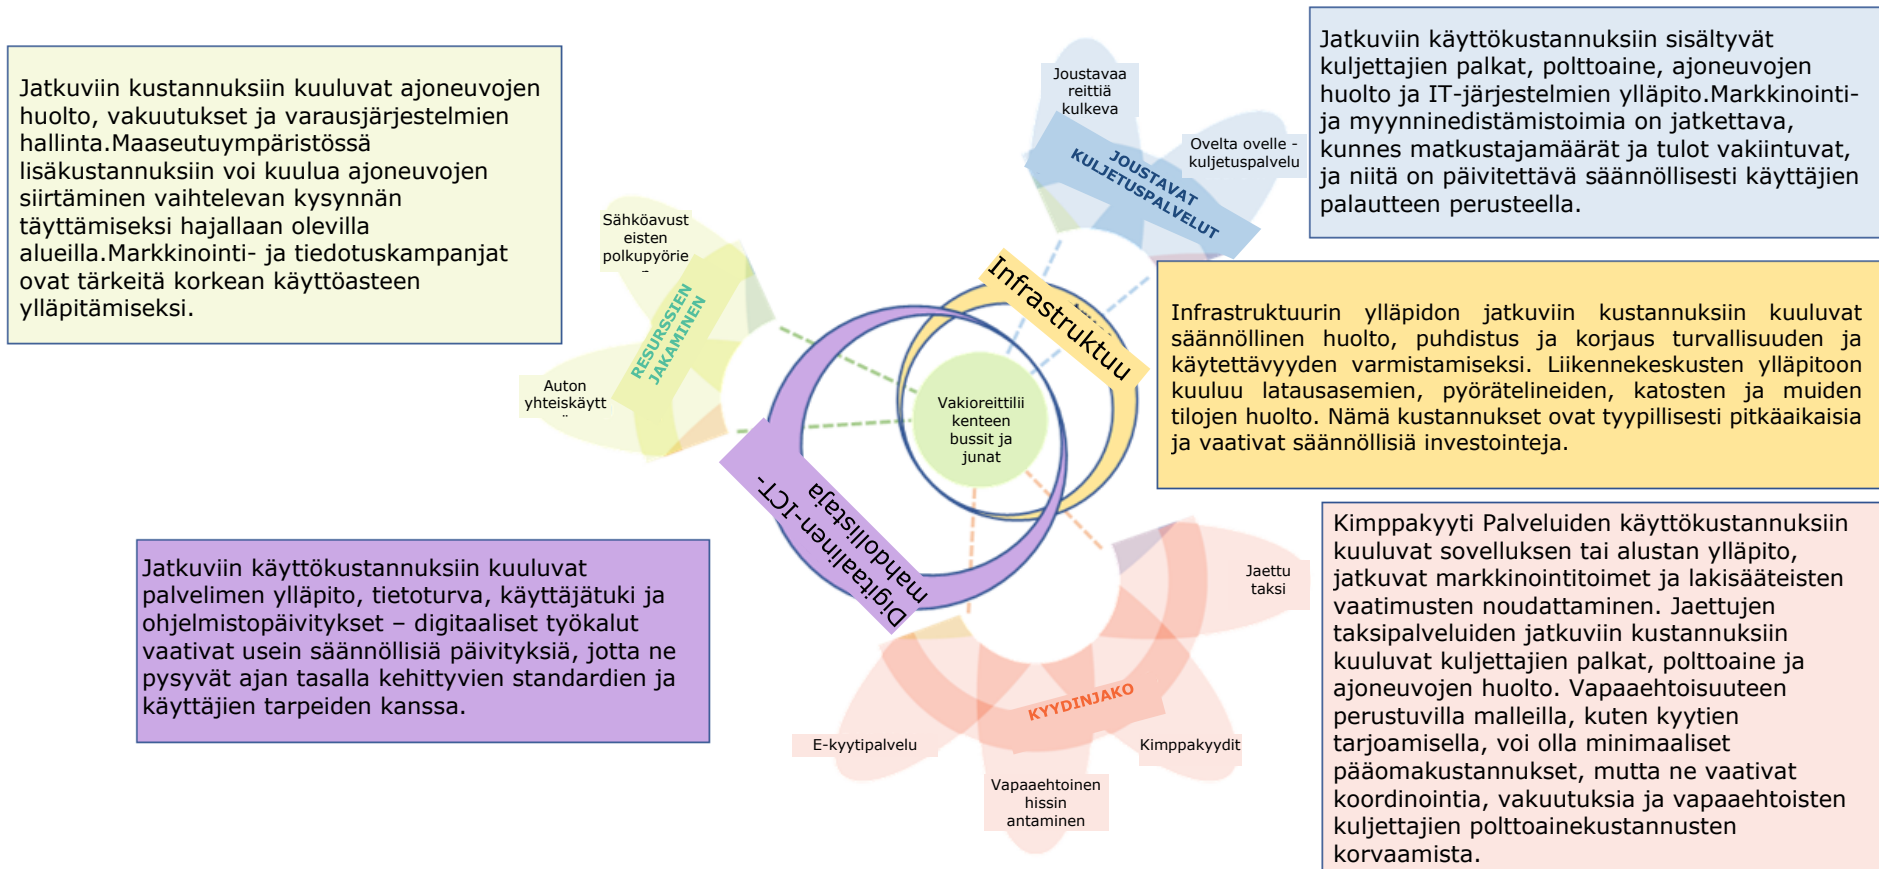 Jatkuviin kustannuksiin kuuluvat ajoneuvojen
huolto, vakuutukset ja varausjärjestelmien
hallinta.Maaseutuympäristössä
lisäkustannuksiin voi kuulua ajoneuvojen
siirtäminen vaihtelevan kysynnän
täyttämiseksi hajallaan olevilla
alueilla.Markkinointi- ja tiedotuskampanjat
ovat tärkeitä korkean käyttöasteen
ylläpitämiseksi.
Joustavaa
reittiä
kulkeva
Ovelta ovelle -
kuljetuspalvelu
JOUSTAVAT
KULJETUSPALVELUT
Jatkuviin käyttökustannuksiin sisältyvät
kuljettajien palkat, polttoaine, ajoneuvojen
huolto ja IT-järjestelmien ylläpito.Markkinointi-
ja myynninedistämistoimia on jatkettava,
kunnes matkustajamäärät ja tulot vakiintuvat,
ja niitä on päivitettävä säännöllisesti käyttäjien
palautteen perusteella.
Sähköavust
eisten
polkupyörie
RESURSSIEN
JAKAMINEN
Auton
yhteiskäytt
Infrastruktuu
Vakioreittilii
kenteen
bussit ja
junat
Infrastruktuurin ylläpidon jatkuviin kustannuksiin kuuluvat
säännöllinen huolto, puhdistus ja korjaus turvallisuuden ja
käytettävyyden varmistamiseksi. Liikennekeskusten ylläpitoon
kuuluu latausasemien, pyörätelineiden, katosten ja muiden
tilojen huolto. Nämä kustannukset ovat tyypillisesti pitkäaikaisia
ja vaativat säännöllisiä investointeja.
Digitaalinen-ICT-
mahdollistaja
Jatkuviin käyttökustannuksiin kuuluvat
palvelimen ylläpito, tietoturva, käyttäjätuki ja
ohjelmistopäivitykset – digitaaliset työkalut
vaativat usein säännöllisiä päivityksiä, jotta ne
pysyvät ajan tasalla kehittyvien standardien ja
käyttäjien tarpeiden kanssa.
Jaettu
taksi
KYYDINJAKO
E-kyytipalvelu
Kimppakyydit
Vapaaehtoinen
hissin
antaminen
Kimppakyyti Palveluiden käyttökustannuksiin
kuuluvat sovelluksen tai alustan ylläpito,
jatkuvat markkinointitoimet ja lakisääteisten
vaatimusten noudattaminen. Jaettujen
taksipalveluiden jatkuviin kustannuksiin
kuuluvat kuljettajien palkat, polttoaine ja
ajoneuvojen huolto. Vapaaehtoisuuteen
perustuvilla malleilla, kuten kyytien
tarjoamisella, voi olla minimaaliset
pääomakustannukset, mutta ne vaativat
koordinointia, vakuutuksia ja vapaaehtoisten
kuljettajien polttoainekustannusten
korvaamista.